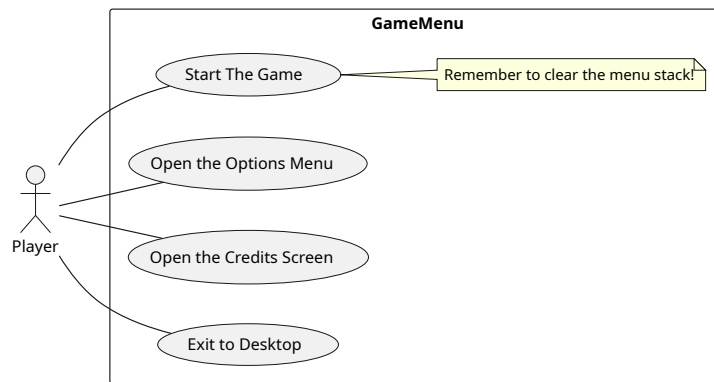 GameMenu
Start The Game
Remember to clear the menu stack!
Open the Options Menu
Player
Open the Credits Screen
Exit to Desktop